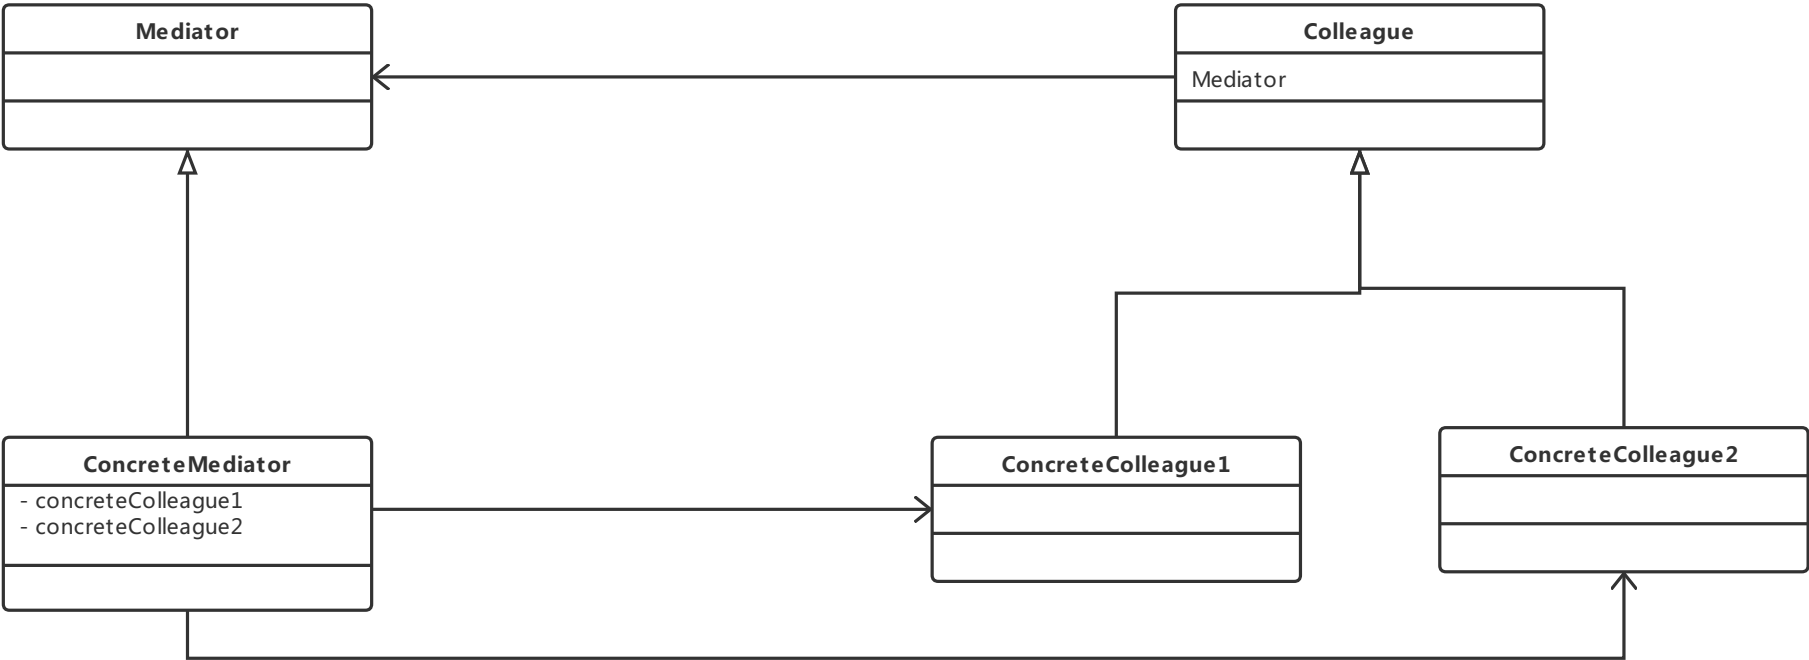 Mediator
Colleague
Mediator
ConcreteMediator
- concreteColleague1
- concreteColleague2
ConcreteColleague1
ConcreteColleague2